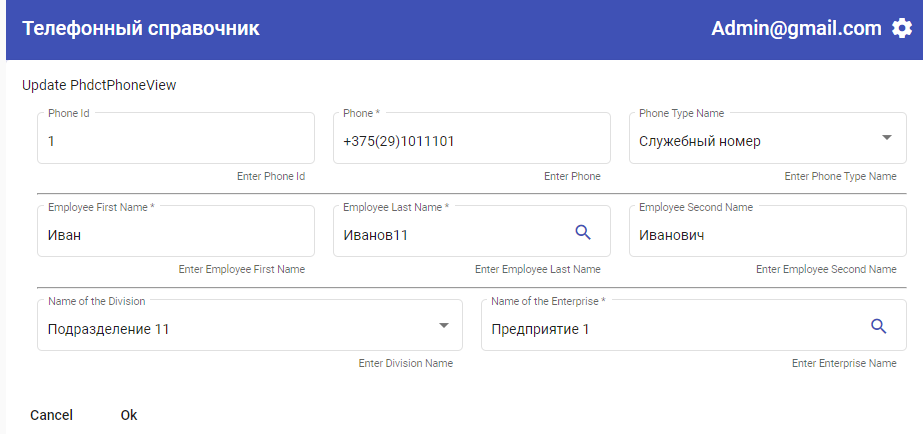 Телефонный справочник Admin@gmail.com
Update PhdctPhoneView
Phone Id Phone * Phone Type Name
1 +375(29)1011101 Служебный номер
Enter Phone Id Enter Phone Enter Phone Type Name
Employee First Name * Employee Last Name * Employee Second Name
Иван Иванов11 Иванович
Enter Employee First Name Enter Employee Last Name Enter Employee Second Name
Name of the Division Name of the Enterprise *
Подразделение 11 Предприятие 1
Enter Division Name Enter Enterprise Name
Cancel Ok